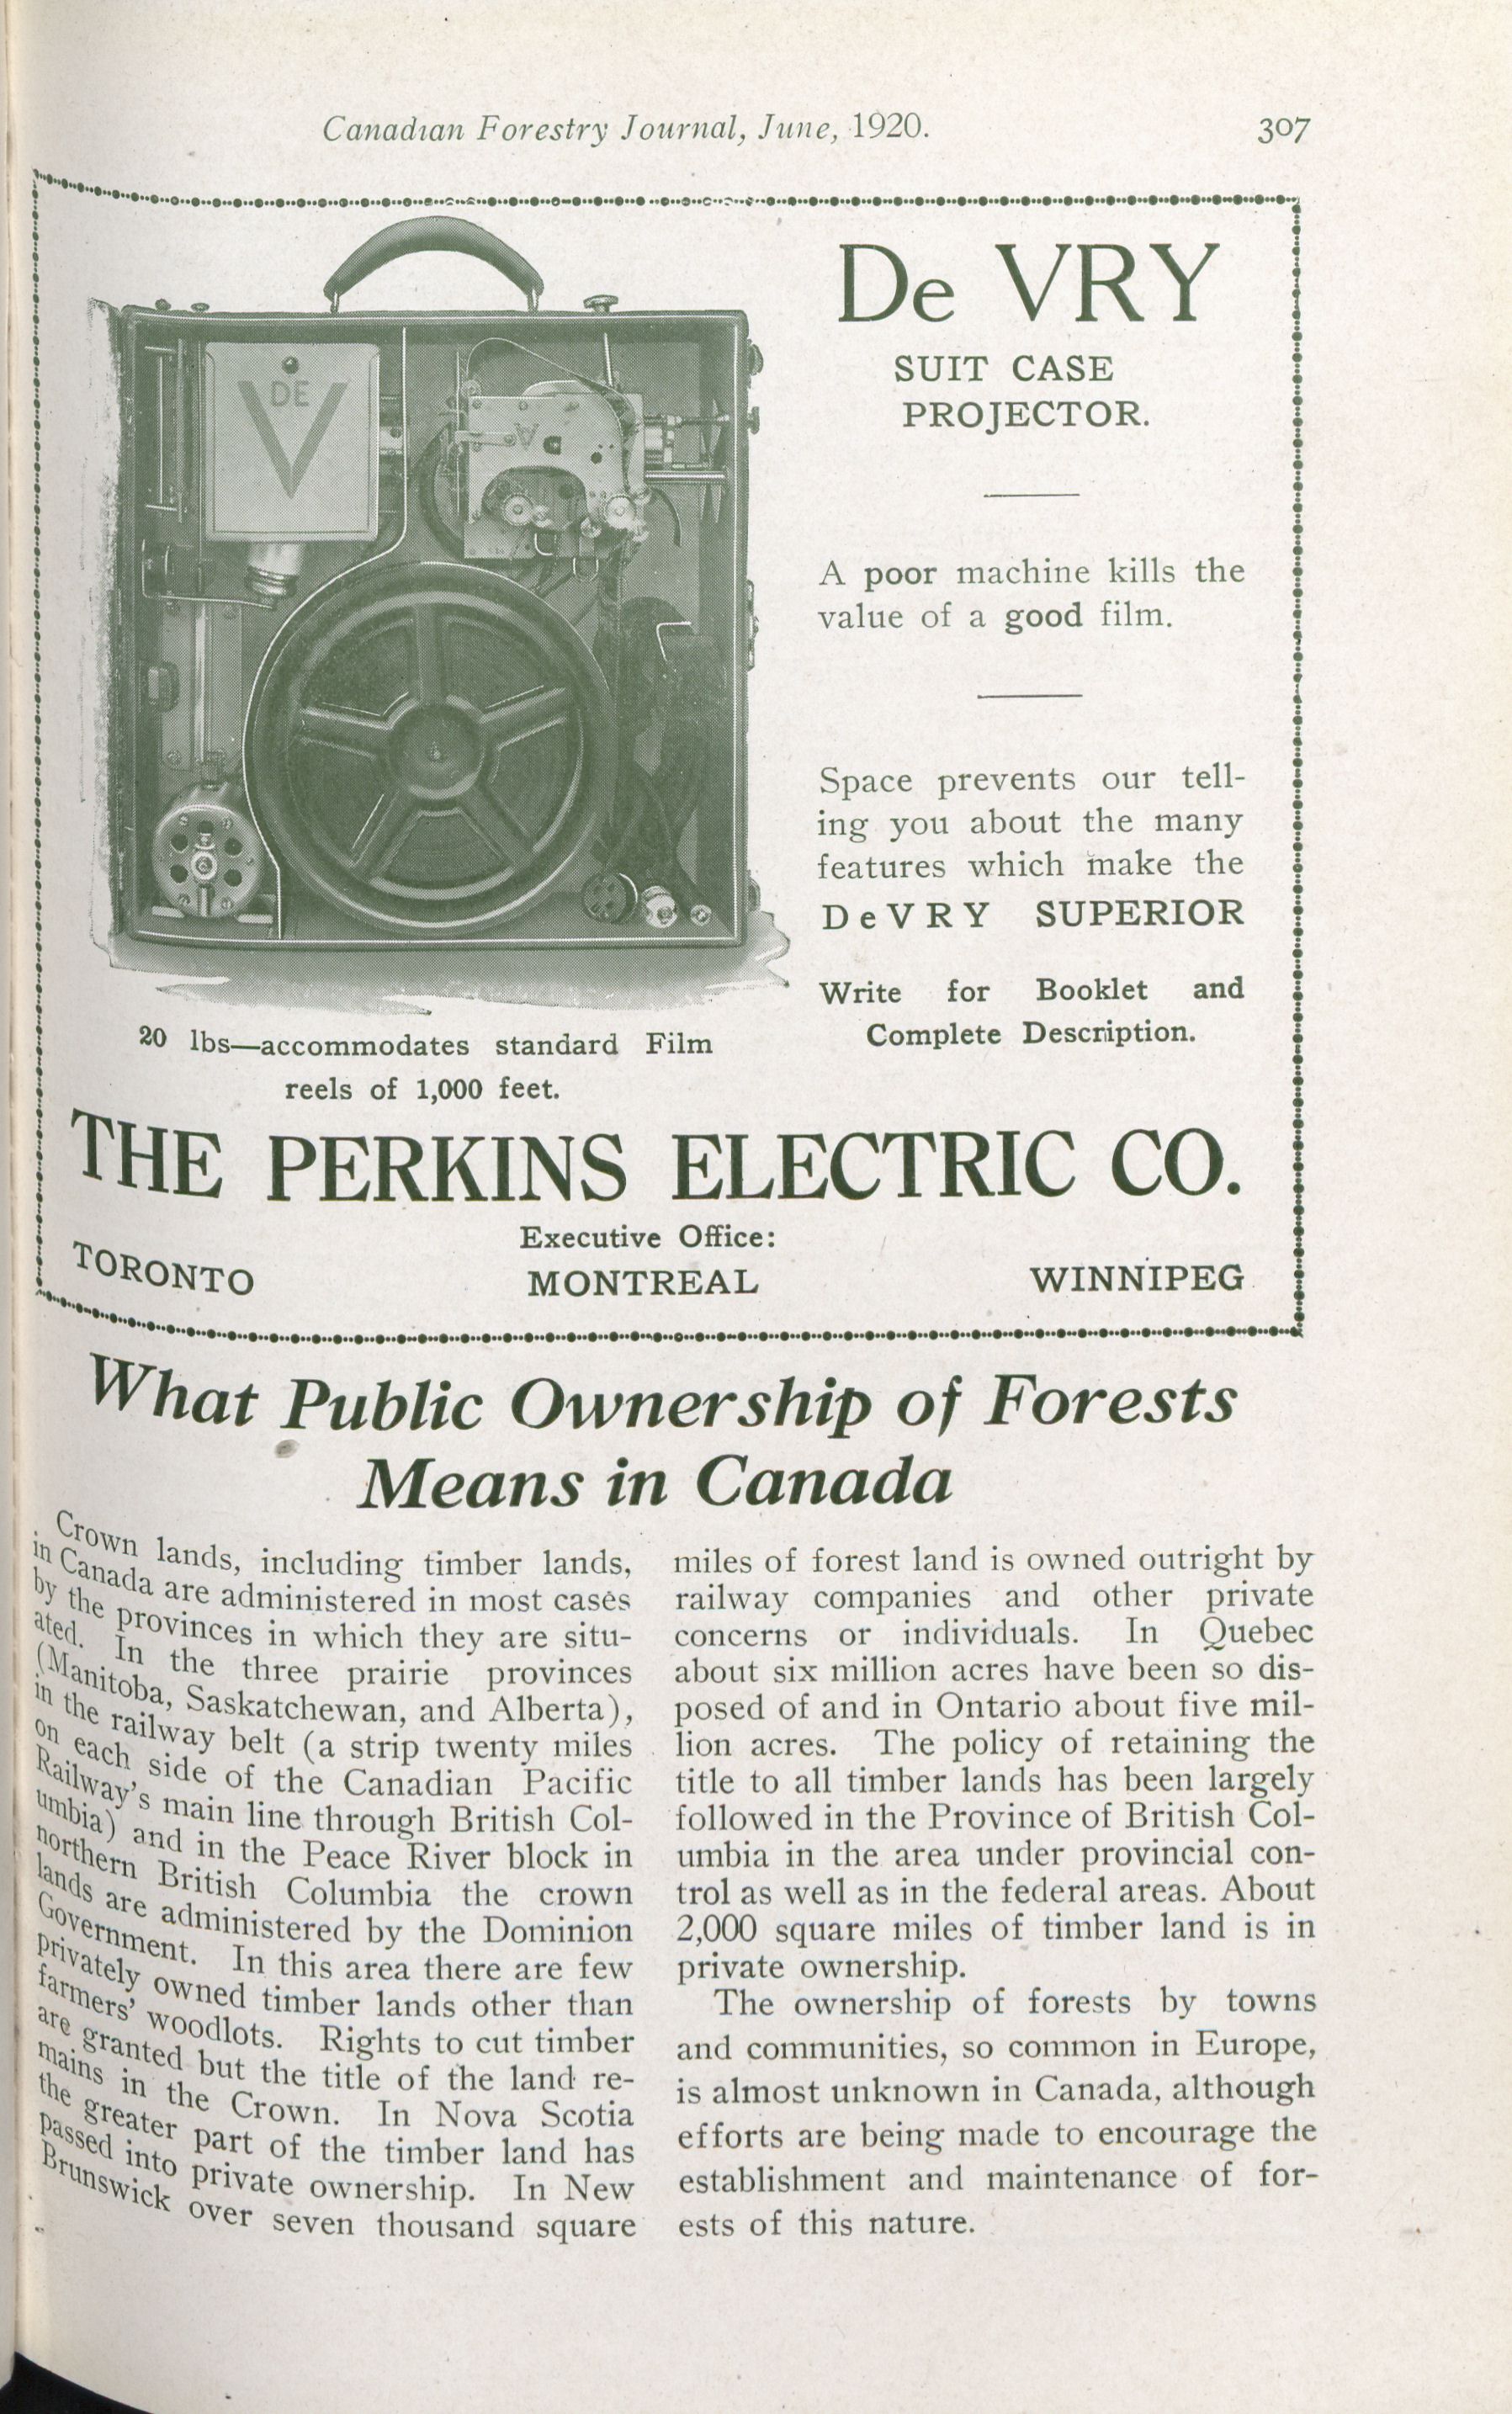 Canadian Forestry Journal, June, 1920.
307
DE
V
De VRY
SUIT CASE
PROJECTOR.
A poor machine kills the
value of a good film.
Space prevents our tell-
ing you about the many
features which make the
DeVRY SUPERIOR
Write for Booklet and
Complete Description.
20 lbs—accommodates standard Film
reels of 1,000 feet.
THE PERKINS ELECTRIC CO.
Executive Office:
TORONTO MONTREAL WINNIPEG
What Public Ownership of Forests
Means in Canada
Crown lands, including timber lands,
in Canada are administered in most cases
by the provinces in which they are situ-
ated. In the three prairie provinces
(Manitoba, Saskatchewan, and Alberta),
in the railway belt (a strip twenty miles
on each side of the Canadian Pacific
Railway's main line through British Col-
umbia) and in the Peace River block in
northern British Columbia the crown
lands are administered by the Dominion
Government. In this area there are few
privately owned timber lands other than
farmers' woodlots. Rights to cut timber
are granted but the title of the land re-
mains in the Crown. In Nova Scotia
the greater part of the timber land has
passed into private ownership. In New
Brunswick over seven thousand square
miles of forest land is owned outright by
railway companies and other private
concerns or individuals. In Quebec
about six million acres have been so dis-
posed of and in Ontario about five mil-
lion acres. The policy of retaining the
title to all timber lands has been largely
followed in the Province of British Col-
umbia in the area under provincial con-
trol as well as in the federal areas. About
2,000 square miles of timber land is in
private ownership.
The ownership of forests by towns
and communities, so common in Europe,
is almost unknown in Canada, although
efforts are being made to encourage the
establishment and maintenance of for-
ests of this nature.